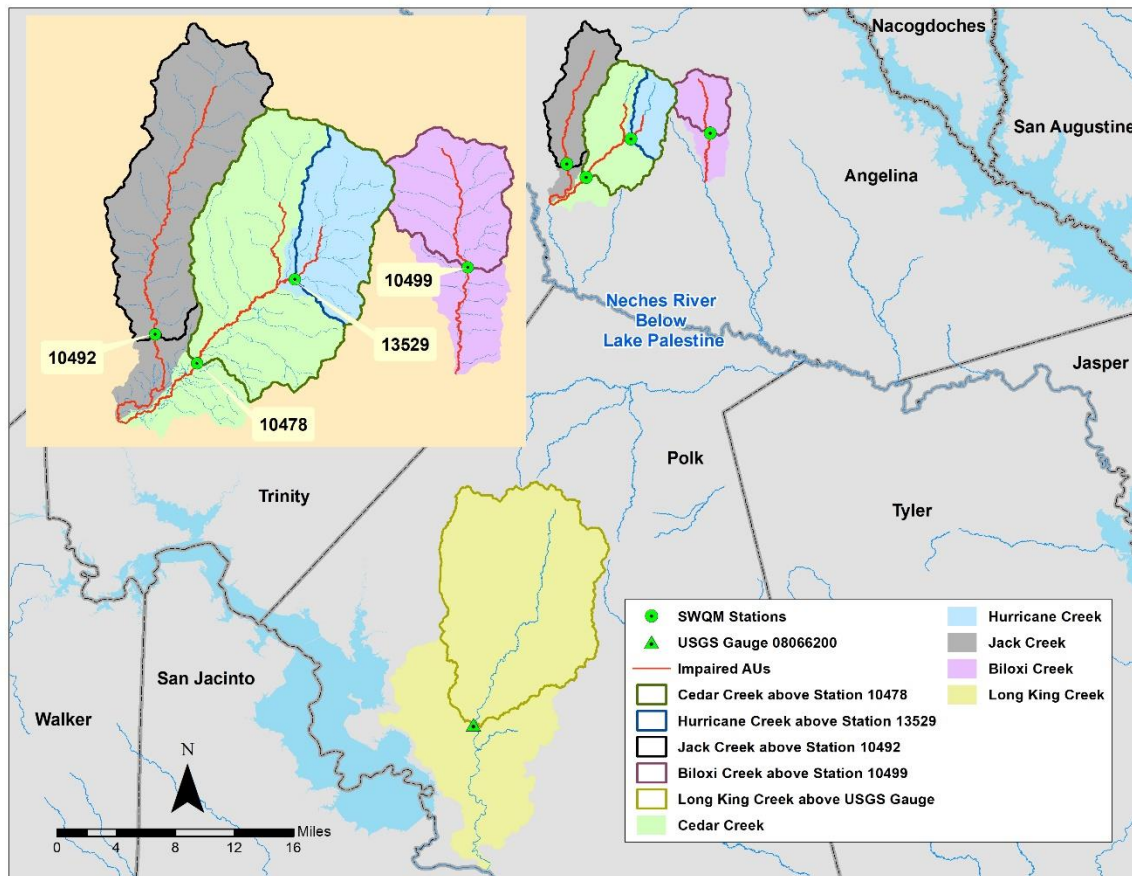 Nacogdoches
San Augustine
Angelina
10499
10492
13529
10478
Neches River
Below
Lake Palestine
Jasper
Polk
Trinity
Tyler
San Jacinto
Walker
N
Miles
0 4 8 12 16
SWQM Stations
USGS Gauge 08066200
Impaired AUs
Cedar Creek above Station 10478
Hurricane Creek above Station 13529
Jack Creek above Station 10492
Biloxi Creek above Station 10499
Long King Creek above USGS Gauge
Cedar Creek
Hurricane Creek
Jack Creek
Biloxi Creek
Long King Creek